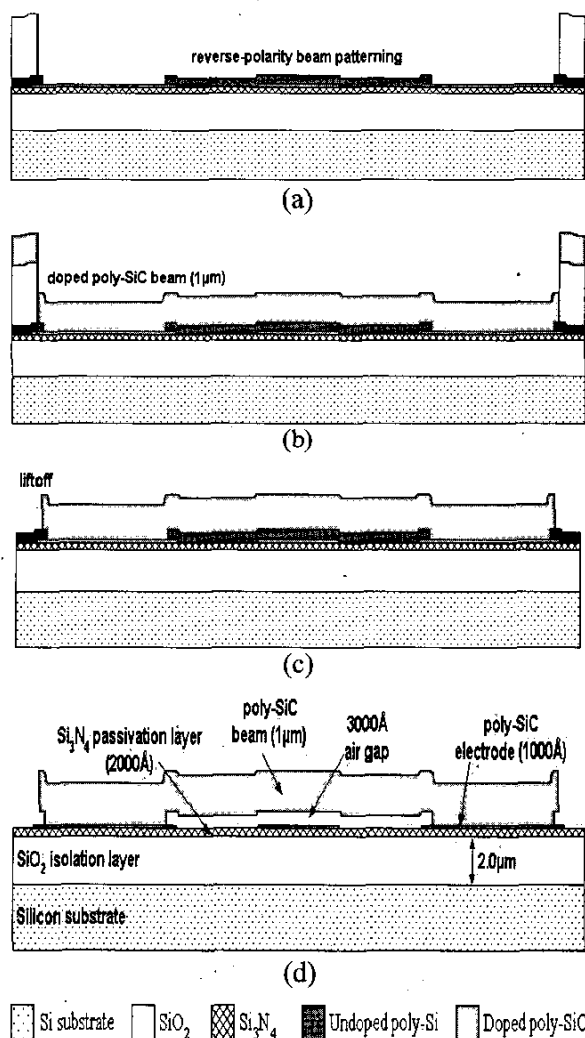 reverse-polarity beam patterning
(a)
doped poly-SiC beam (1μm)
(b)
liftoff
(c)
Si₃N₄ passivation layer
(2000Å)
poly-SiC
beam (1μm)
3000Å
air gap
poly-SiC
electrode (1000Å)
SiO₂ isolation layer
2.0μm
Silicon substrate
(d)
Si substrate SiO₂ Si₃N₄ Undoped poly-Si Doped poly-SiC